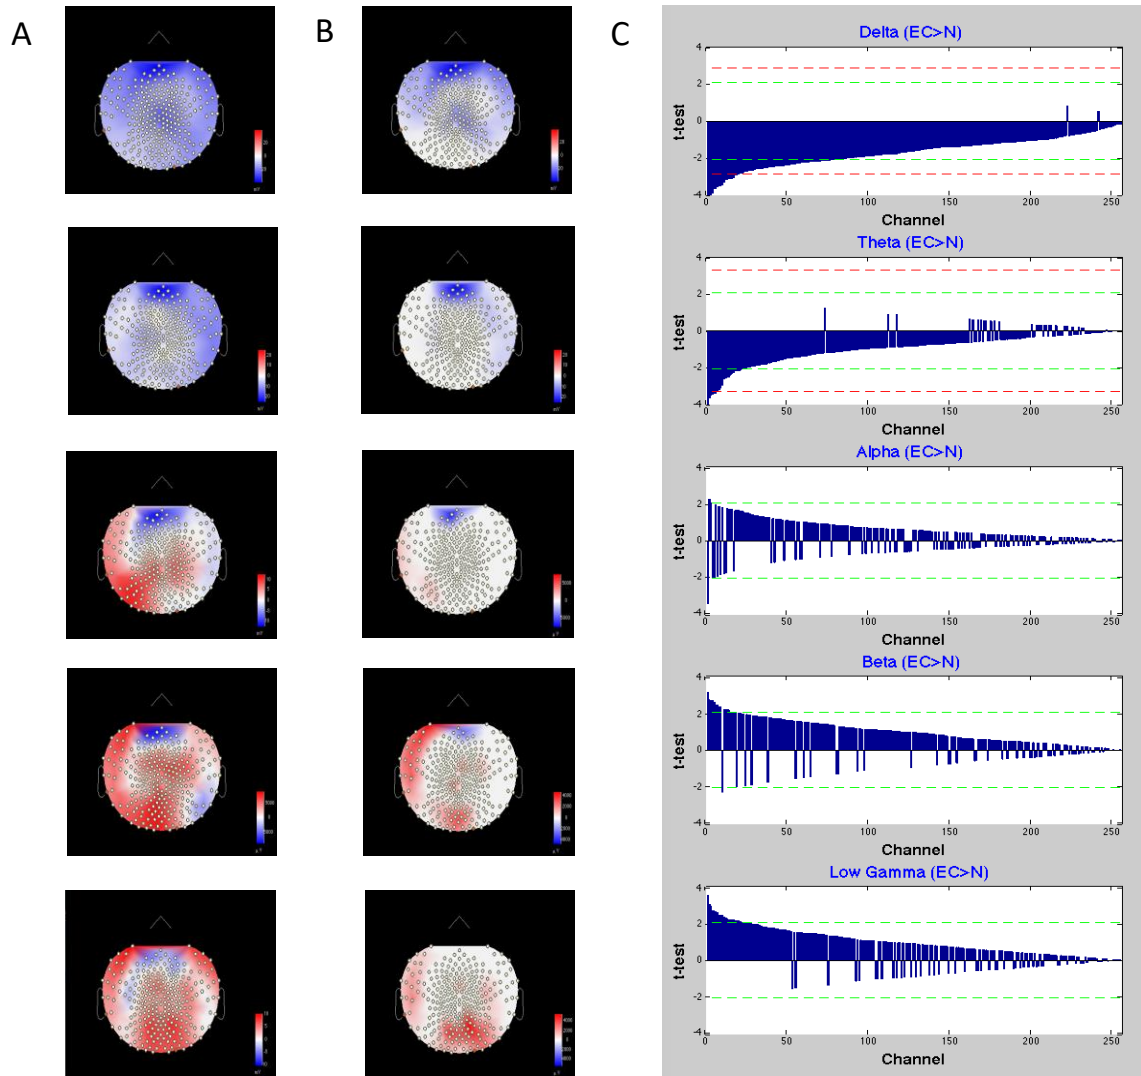 A
B
C
Delta (EC>N)
4
2
0
-2
-4
t-test
0 50 100 150 200 250
Channel
Theta (EC>N)
4
2
0
-2
-4
t-test
0 50 100 150 200 250
Channel
Alpha (EC>N)
4
2
0
-2
-4
t-test
0 50 100 150 200 250
Channel
Beta (EC>N)
4
2
0
-2
-4
t-test
0 50 100 150 200 250
Channel
Low Gamma (EC>N)
4
2
0
-2
-4
t-test
0 50 100 150 200 250
Channel